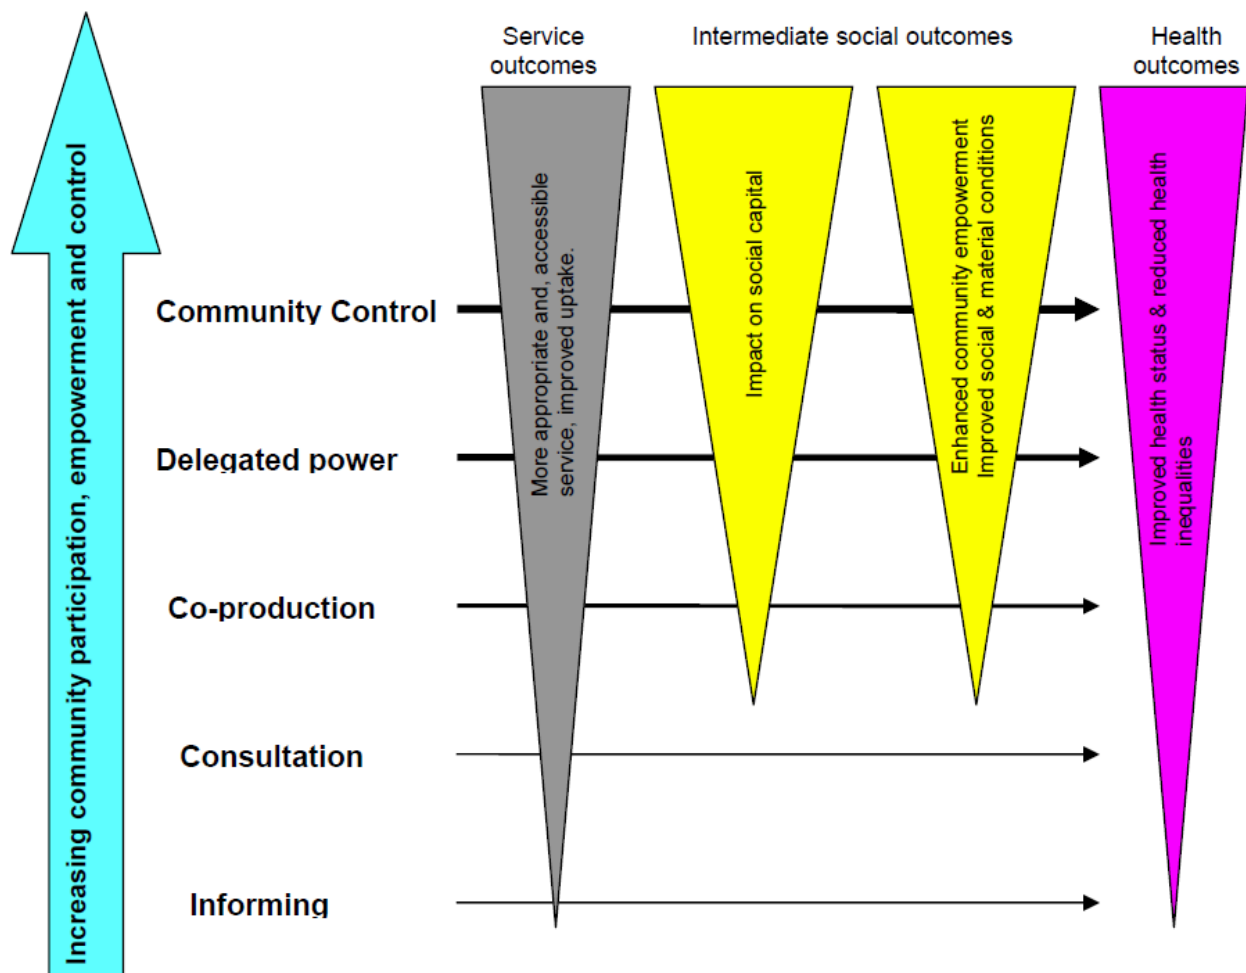 Service
outcomes
Intermediate social outcomes
Health
outcomes
Increasing community participation, empowerment and control
Community Control
Delegated power
Co-production
Consultation
Informing
More appropriate and, accessible
service, improved uptake.
Impact on social capital
Enhanced community empowerment
Improved social & material conditions
Improved health status & reduced health
inequalities